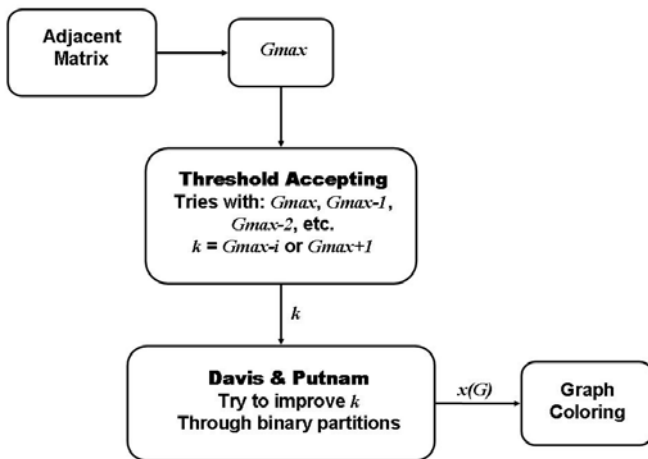 Adjacent
Matrix
Gmax
Threshold Accepting
Tries with: Gmax, Gmax-1,
Gmax-2, etc.
k = Gmax-i or Gmax+1
k
Davis & Putnam
Try to improve k
Through binary partitions
x(G)
Graph
Coloring